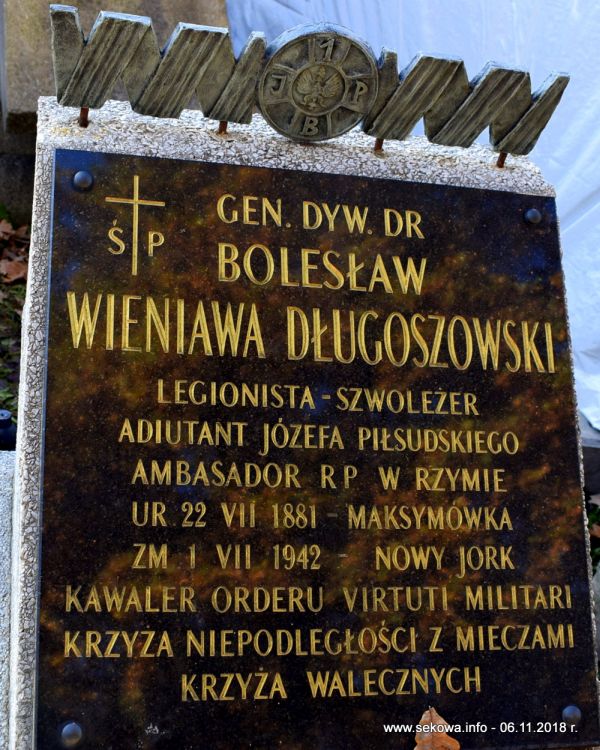 1
J P
B
GEN. DYW. DR
Ś P
BOLESŁAW
WIENIAWA DŁUGOSZOWSKI
LEGIONISTA - SZWOLEŻER
ADIUTANT JÓZEFA PIŁSUDSKIEGO
AMBASADOR R P W RZYMIE
UR 22 VII 1881 - MAKSYMÓWKA
ZM 1 VII 1942 - NOWY JORK
KAWALER ORDERU VIRTUTI MILITARI
KRZYŻA NIEPODLEGŁOŚCI Z MIECZAMI
KRZYŻA WALECZNYCH
www.sekowa.info - 06.11.2018 r.